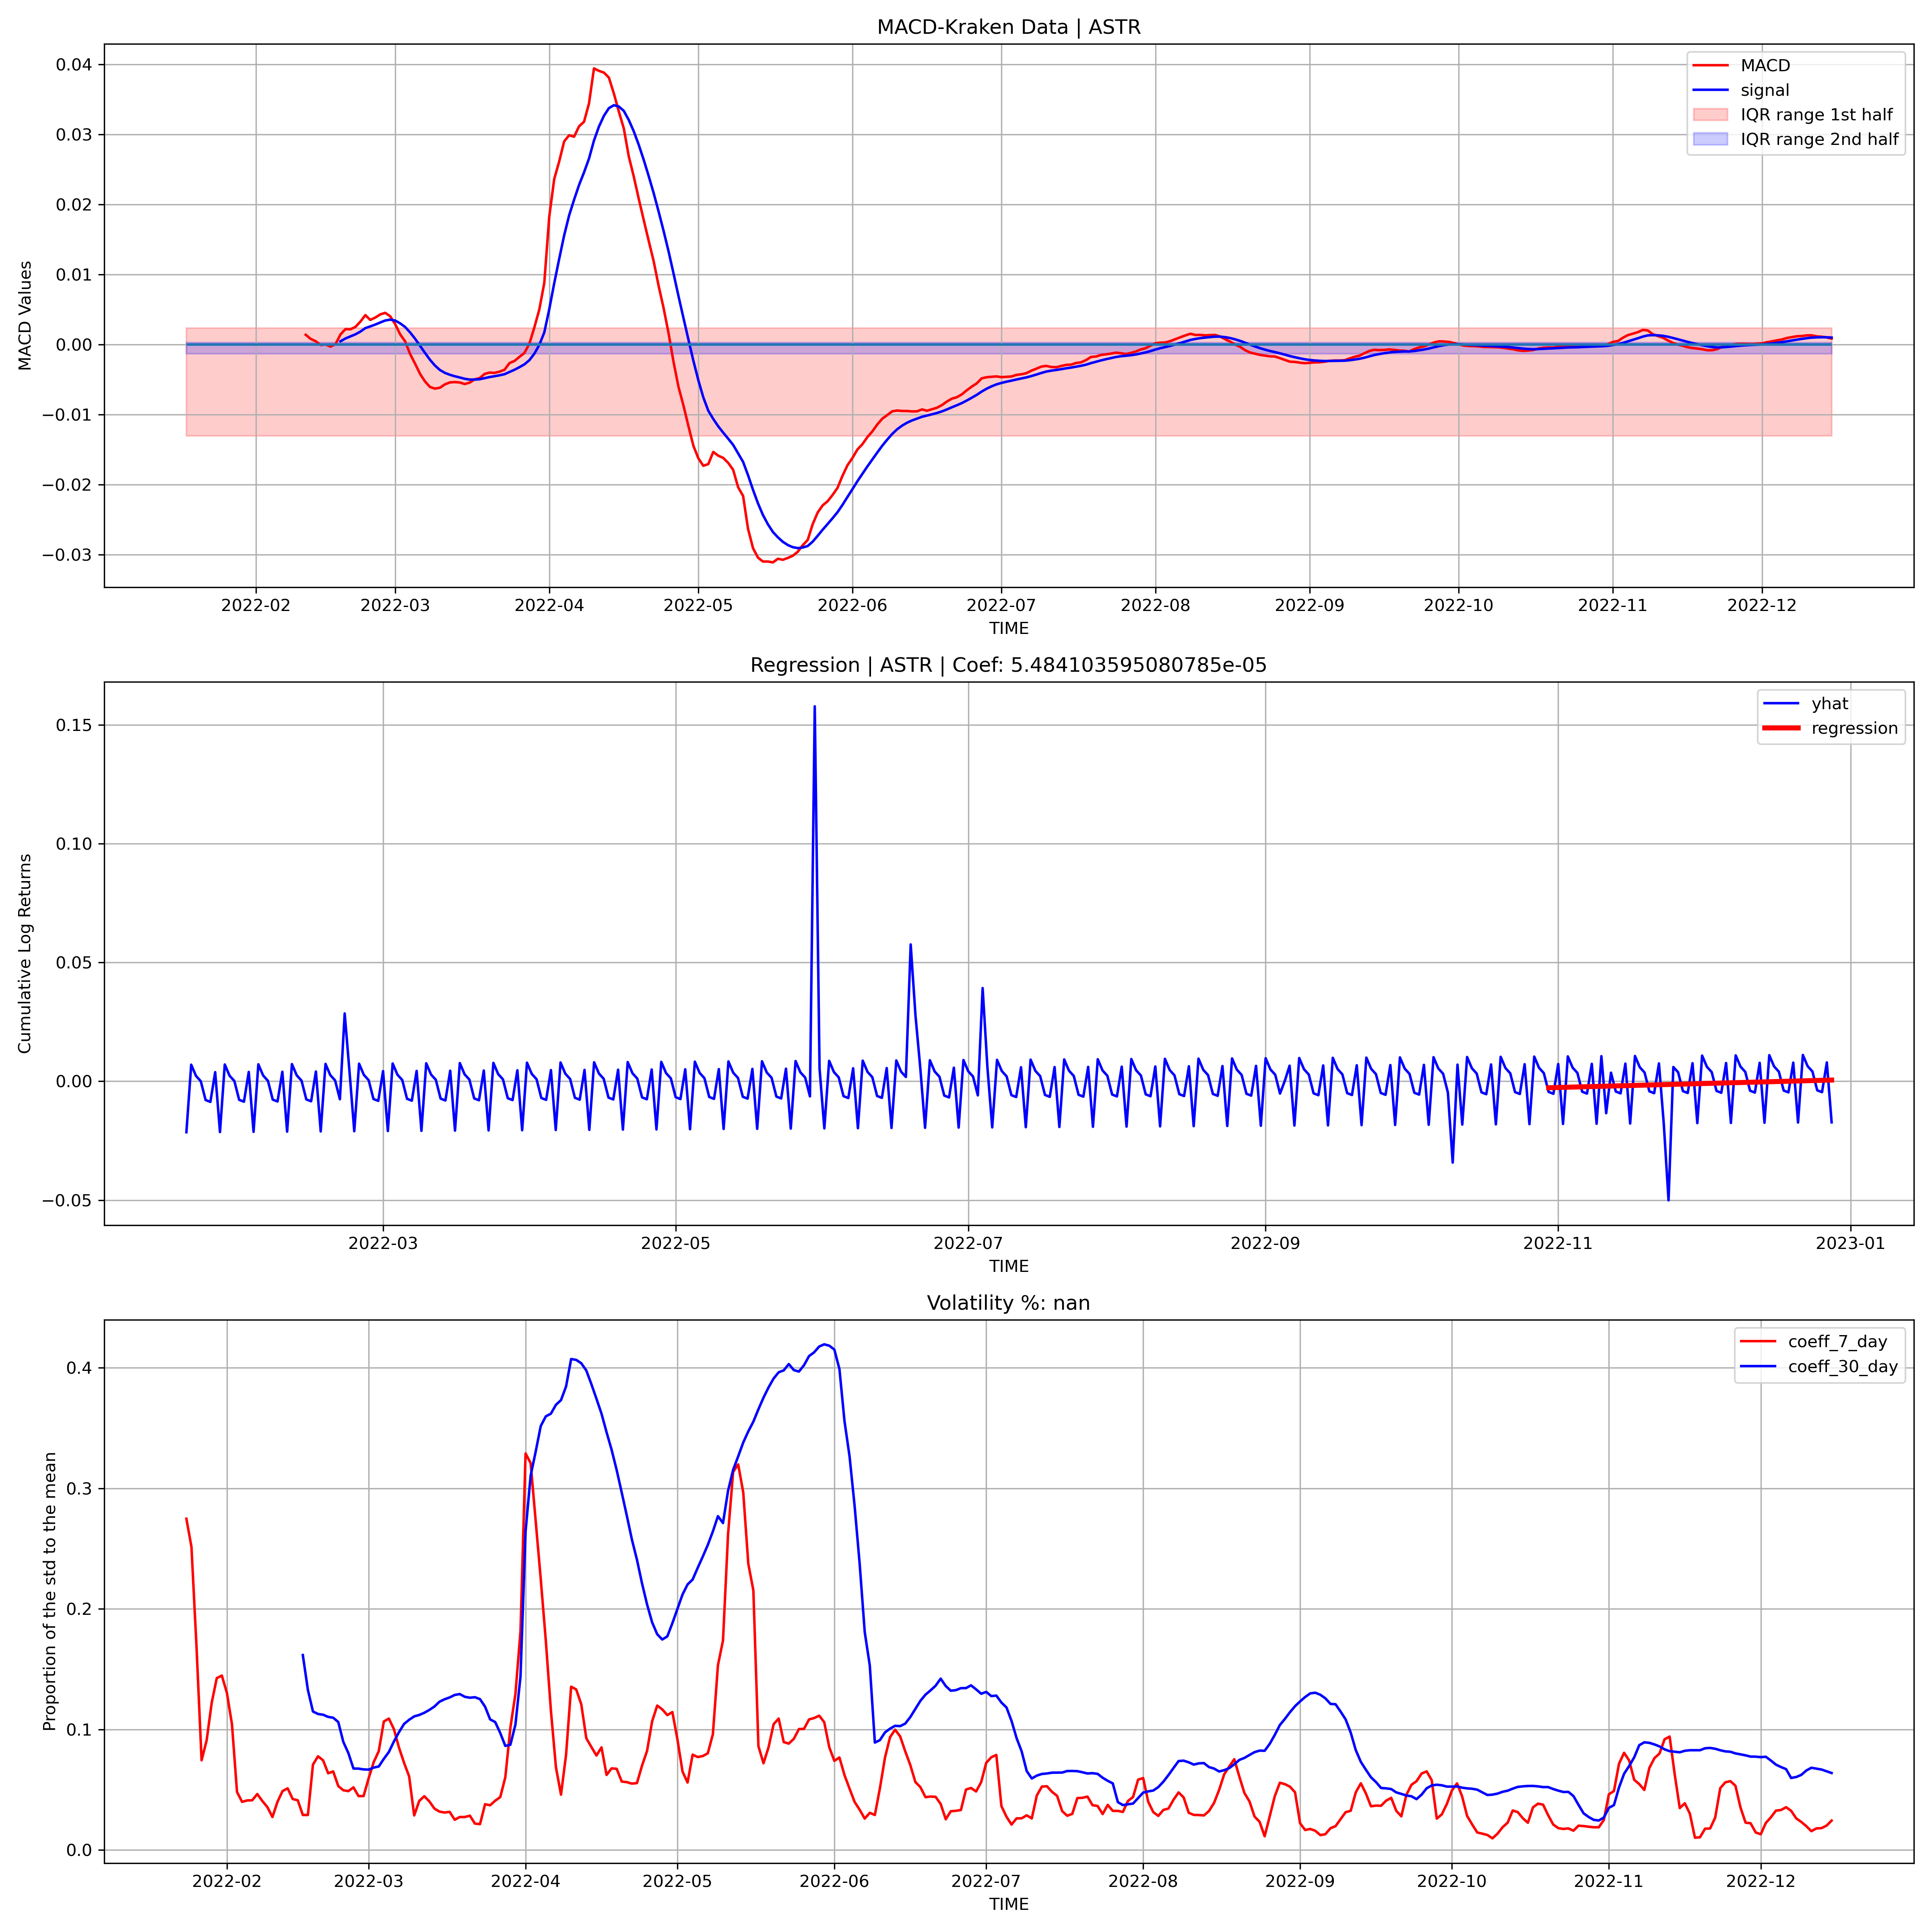 MACD-Kraken Data | ASTR
MACD Values
0.04
0.03
0.02
0.01
0.00
−0.01
−0.02
−0.03
MACD
signal
IQR range 1st half
IQR range 2nd half
2022-02 2022-03 2022-04 2022-05 2022-06 2022-07 2022-08 2022-09 2022-10 2022-11 2022-12
TIME
Regression | ASTR | Coef: 5.484103595080785e-05
Cumulative Log Returns
0.15
0.10
0.05
0.00
−0.05
yhat
regression
2022-03 2022-05 2022-07 2022-09 2022-11 2023-01
TIME
Volatility %: nan
Proportion of the std to the mean
0.4
0.3
0.2
0.1
0.0
coeff_7_day
coeff_30_day
2022-02 2022-03 2022-04 2022-05 2022-06 2022-07 2022-08 2022-09 2022-10 2022-11 2022-12
TIME